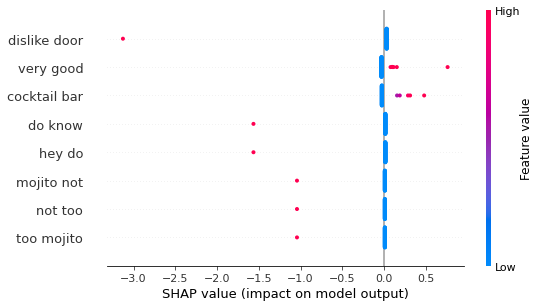 High
dislike door
very good
cocktail bar
do know
hey do
mojito not
not too
too mojito
Feature value
Low
−3.0 −2.5 −2.0 −1.5 −1.0 −0.5 0.0 0.5
SHAP value (impact on model output)